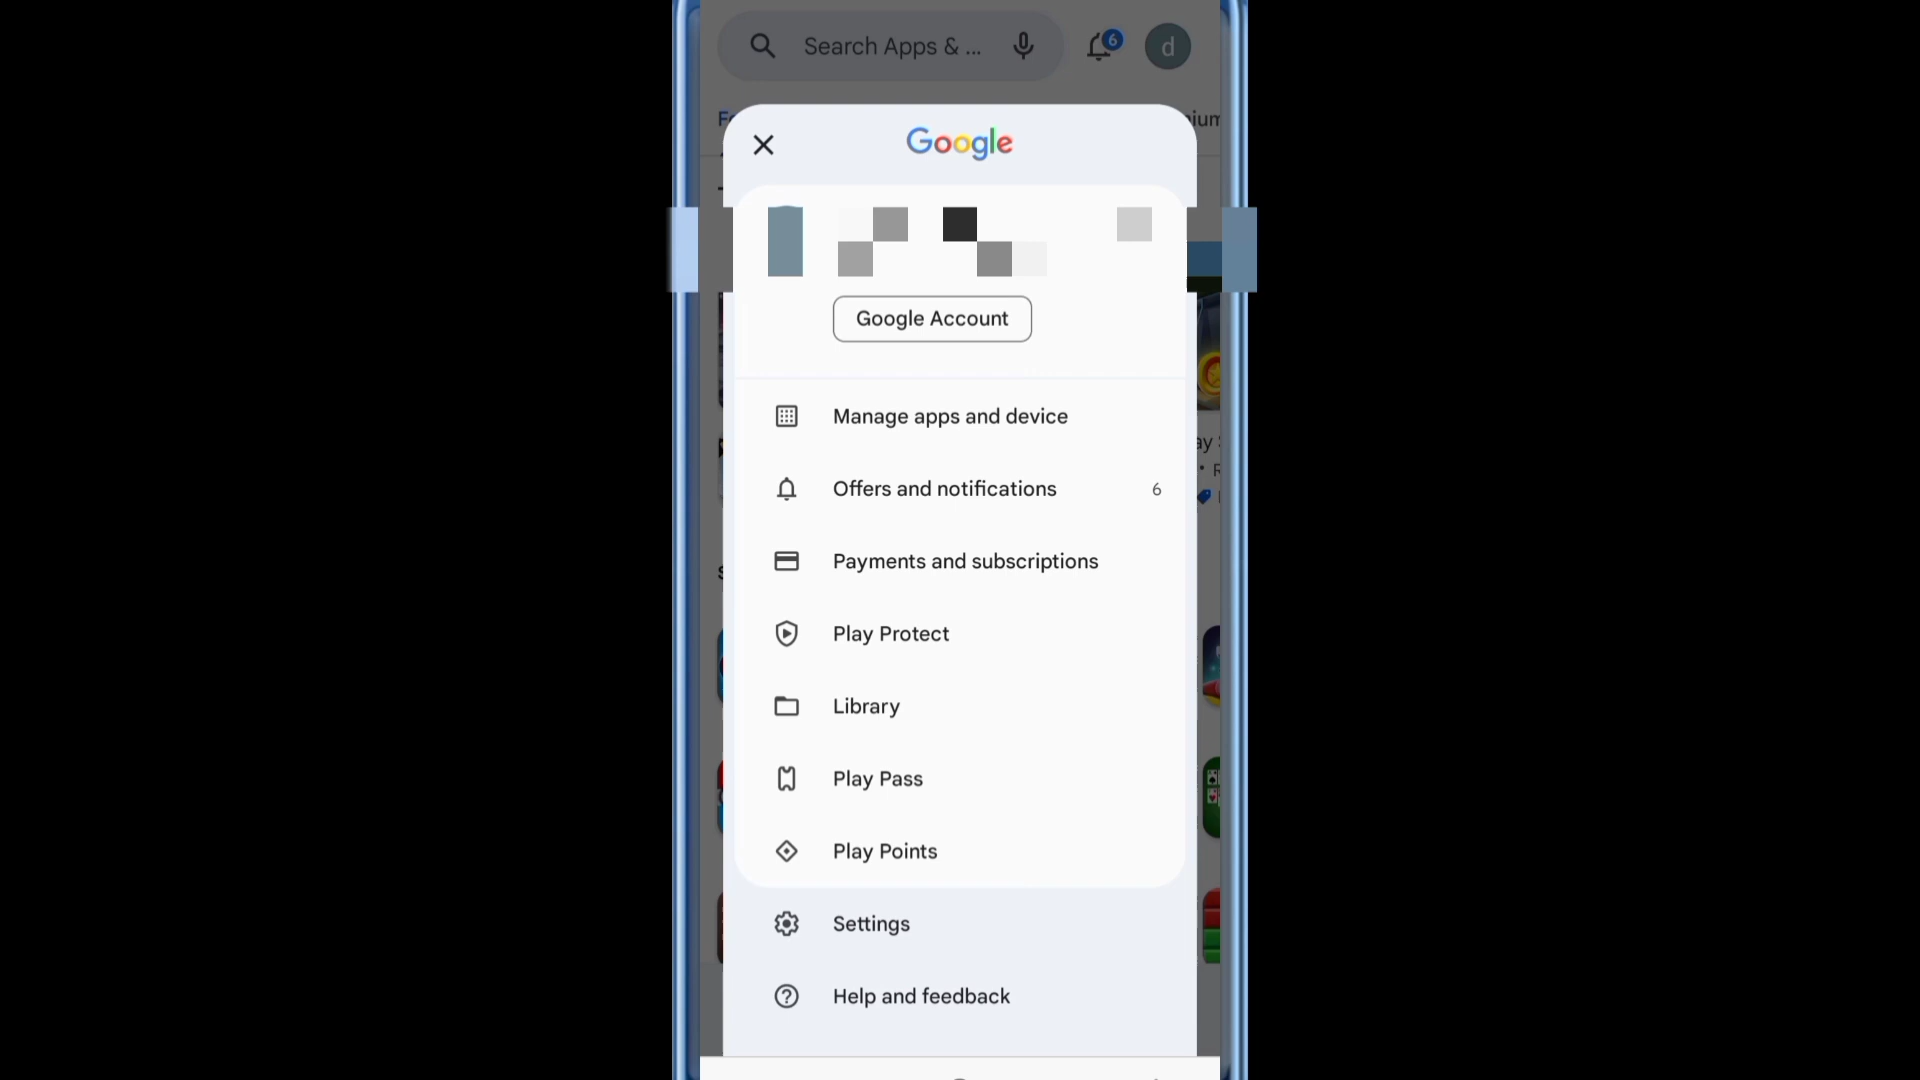 Search Apps & ...
6
d
Google
Google Account
Manage apps and device
Offers and notifications 6
Payments and subscriptions
Play Protect
Library
Play Pass
Play Points
Settings
Help and feedback